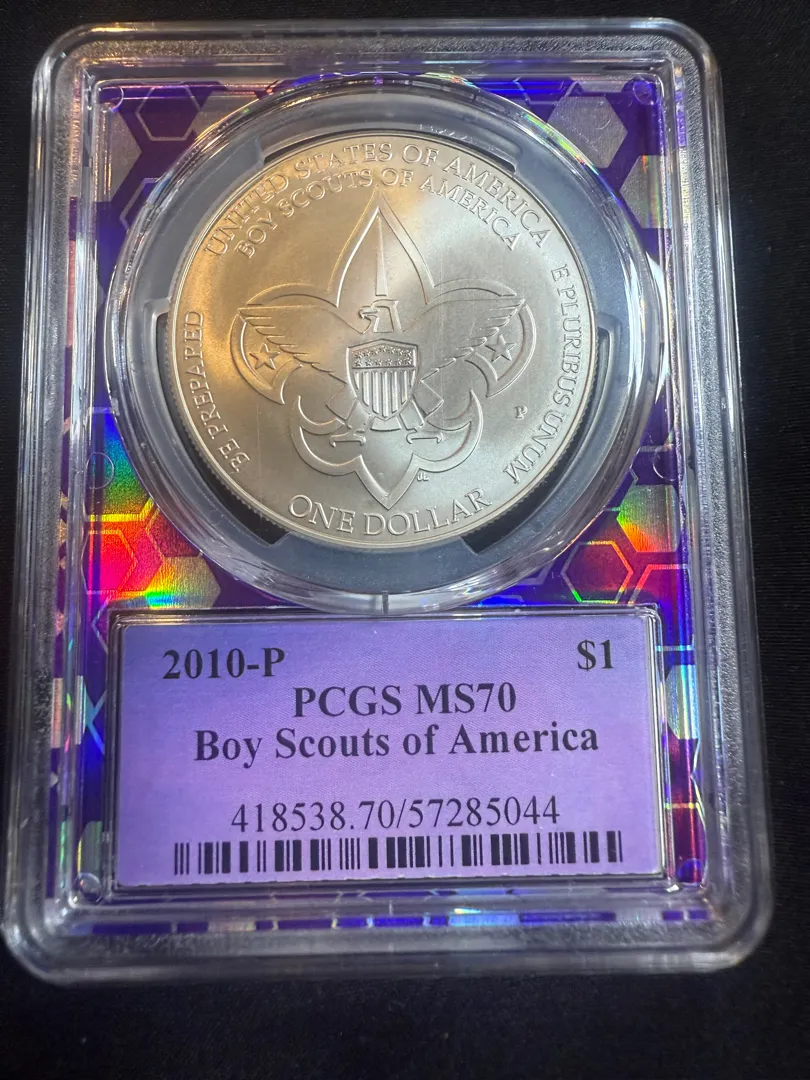 UNITED STATES OF AMERICA
BOY SCOUTS OF AMERICA
BE PREPARED
E PLURIBUS UNUM
P
JL
ONE DOLLAR
2010-P $1
PCGS MS70
Boy Scouts of America
418538.70/57285044